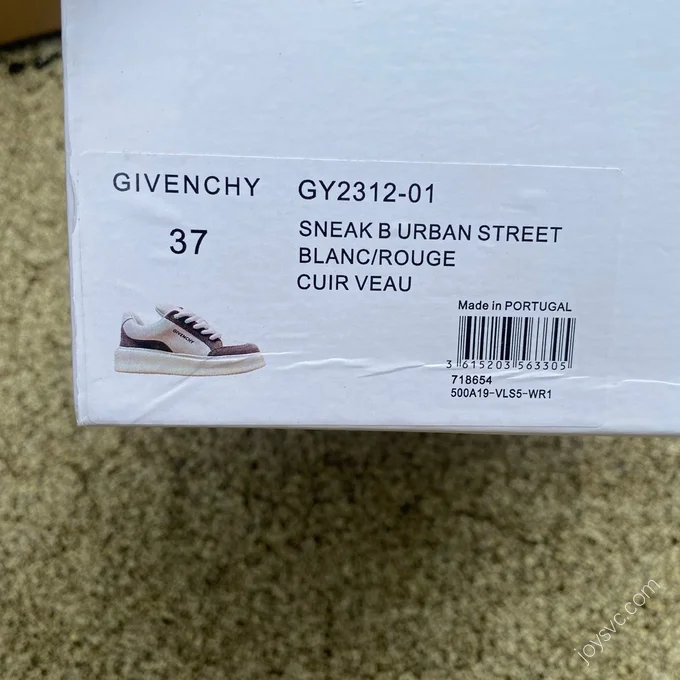 GIVENCHY GY2312-01
37
SNEAK B URBAN STREET
BLANC/ROUGE
CUIR VEAU
Made in PORTUGAL
GIVENCHY
3 615203 563305
718654
500A19-VLS5-WR1
joysvc.com